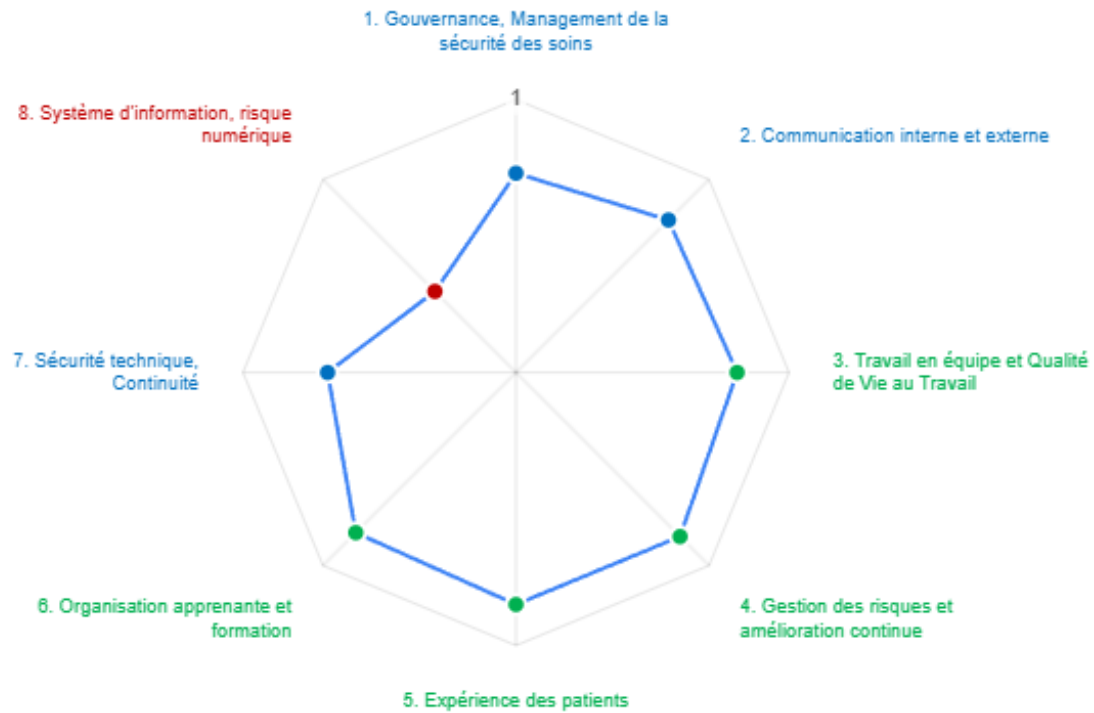 1. Gouvernance, Management de la
sécurité des soins
1
8. Système d'information, risque
numérique
2. Communication interne et externe
7. Sécurité technique,
Continuité
3. Travail en équipe et Qualité
de Vie au Travail
6. Organisation apprenante et
formation
4. Gestion des risques et
amélioration continue
5. Expérience des patients